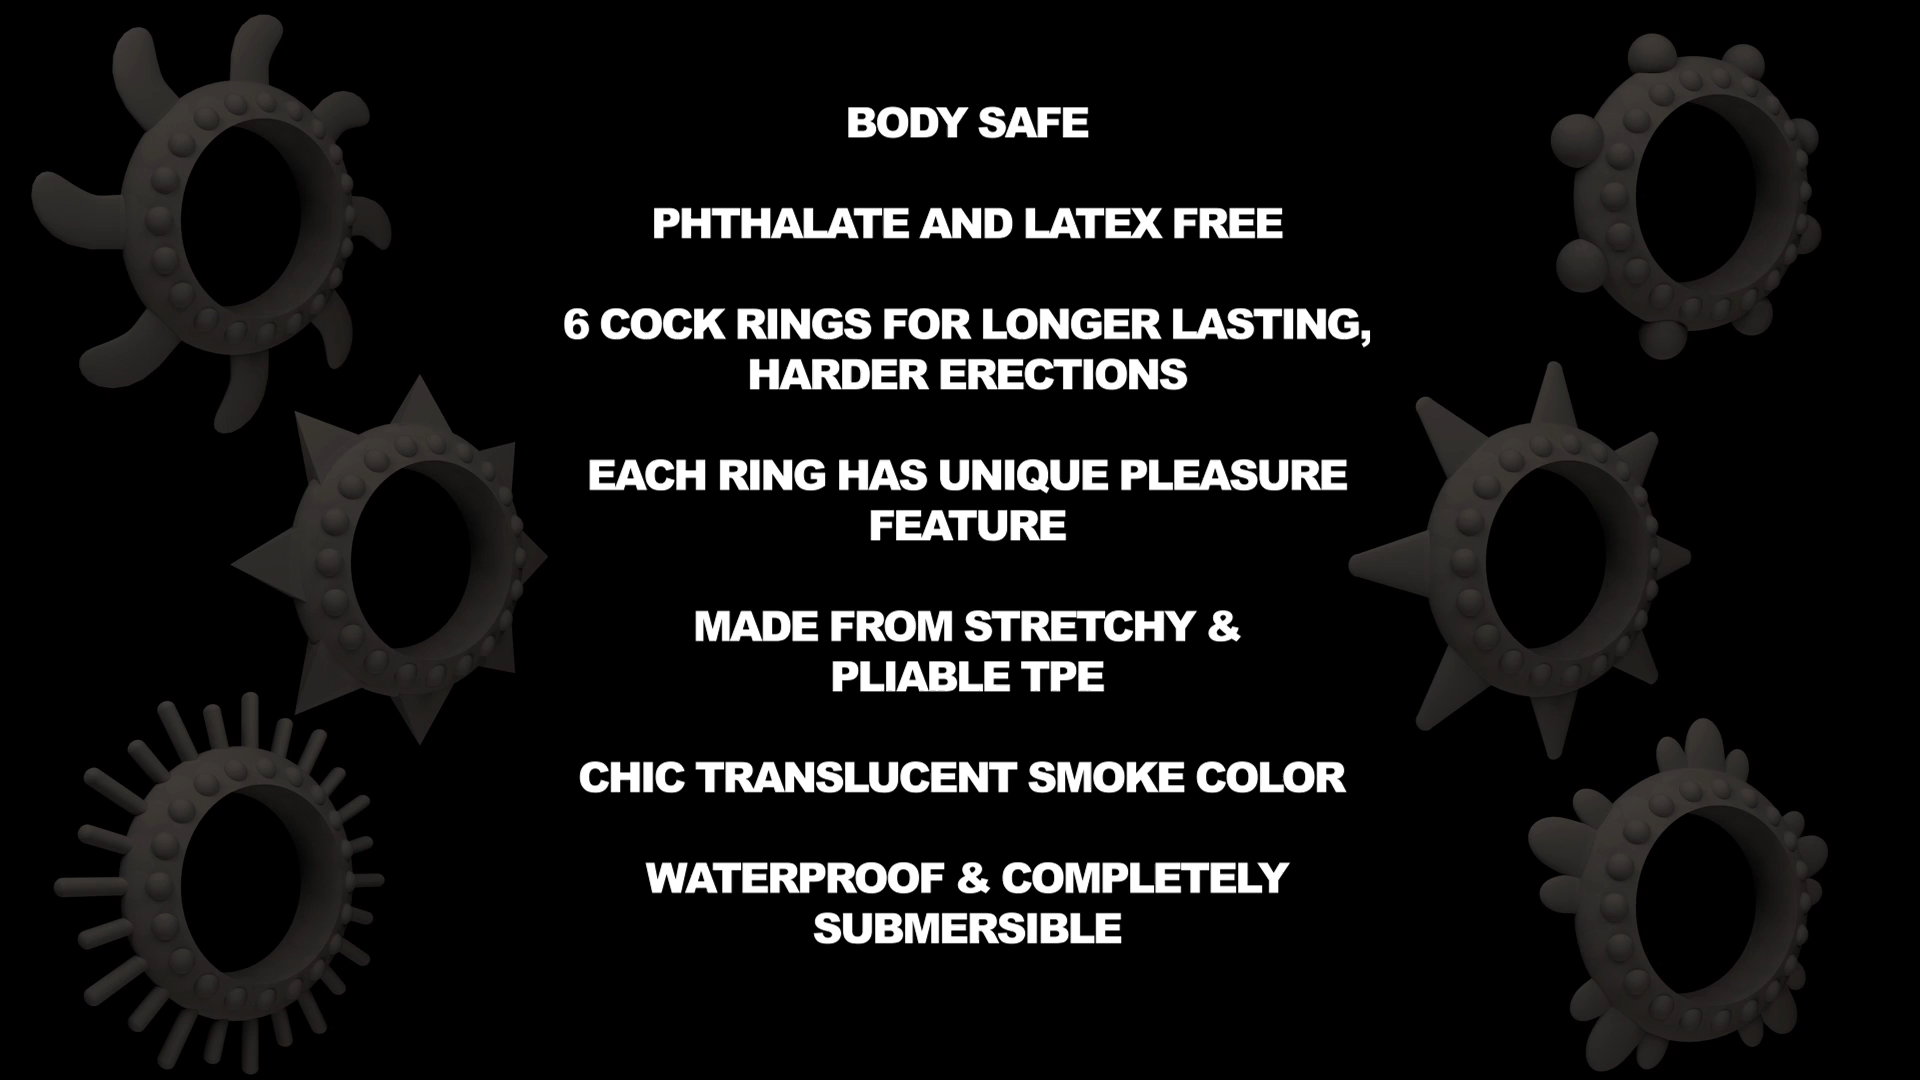 BODY SAFE
PHTHALATE AND LATEX FREE
6 COCK RINGS FOR LONGER LASTING,
HARDER ERECTIONS
EACH RING HAS UNIQUE PLEASURE
FEATURE
MADE FROM STRETCHY &
PLIABLE TPE
CHIC TRANSLUCENT SMOKE COLOR
WATERPROOF & COMPLETELY
SUBMERSIBLE